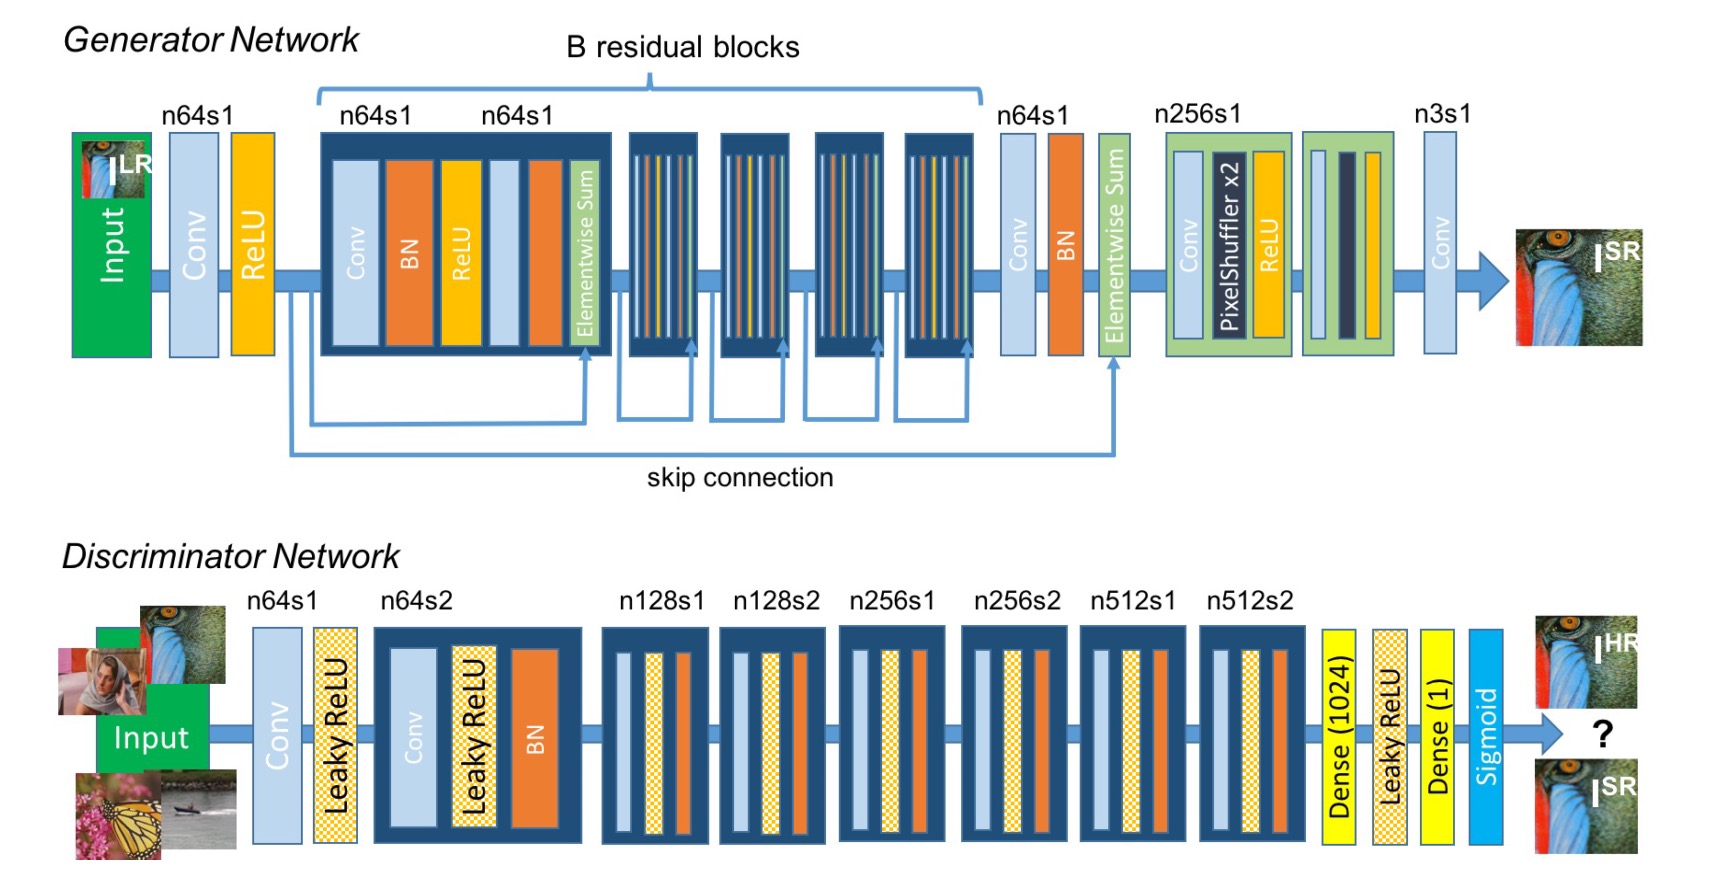 Generator Network
B residual blocks
n64s1
n64s1
n64s1
n64s1
n256s1
n3s1
I LR
Input
Conv
ReLU
Conv
BN
ReLU
Elementwise Sum
Conv
BN
Elementwise Sum
Conv
PixelShuffler x2
ReLU
Conv
I SR
skip connection
Discriminator Network
n64s1
n64s2
n128s1
n128s2
n256s1
n256s2
n512s1
n512s2
Input
Conv
Leaky ReLU
Conv
Leaky ReLU
BN
Dense (1024)
Leaky ReLU
Dense (1)
Sigmoid
I HR
?
I SR